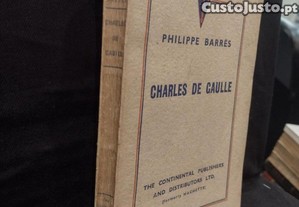 CustoJusto.pt
PHILIPPE BARRES
CHARLES DE GAULLE
THE CONTINENTAL PUBLISHERS
AND DISTRIBUTORS LTD.